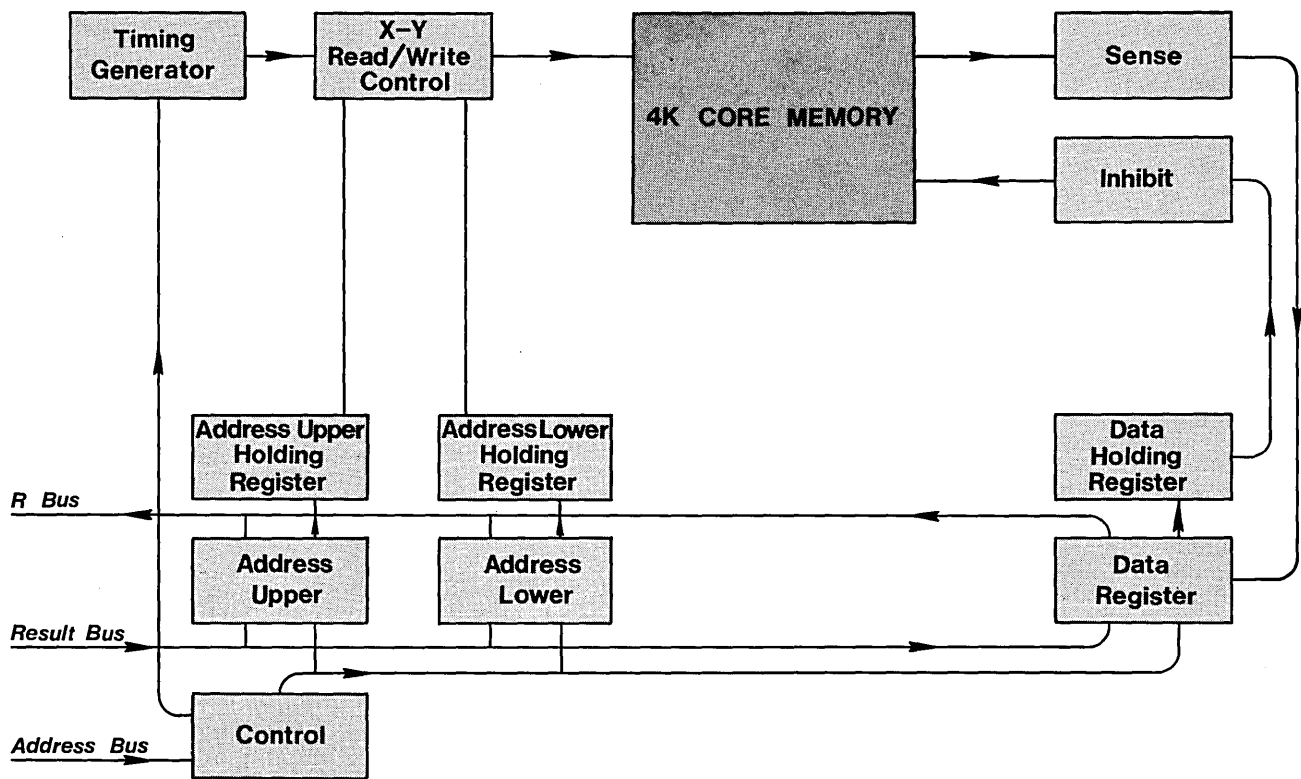 Timing
Generator
X–Y
Read/Write
Control
4K CORE MEMORY
Sense
Inhibit
Address Upper
Holding
Register
Address Lower
Holding
Register
Data
Holding
Register
R Bus
Address
Upper
Address
Lower
Data
Register
Result Bus
Control
Address Bus